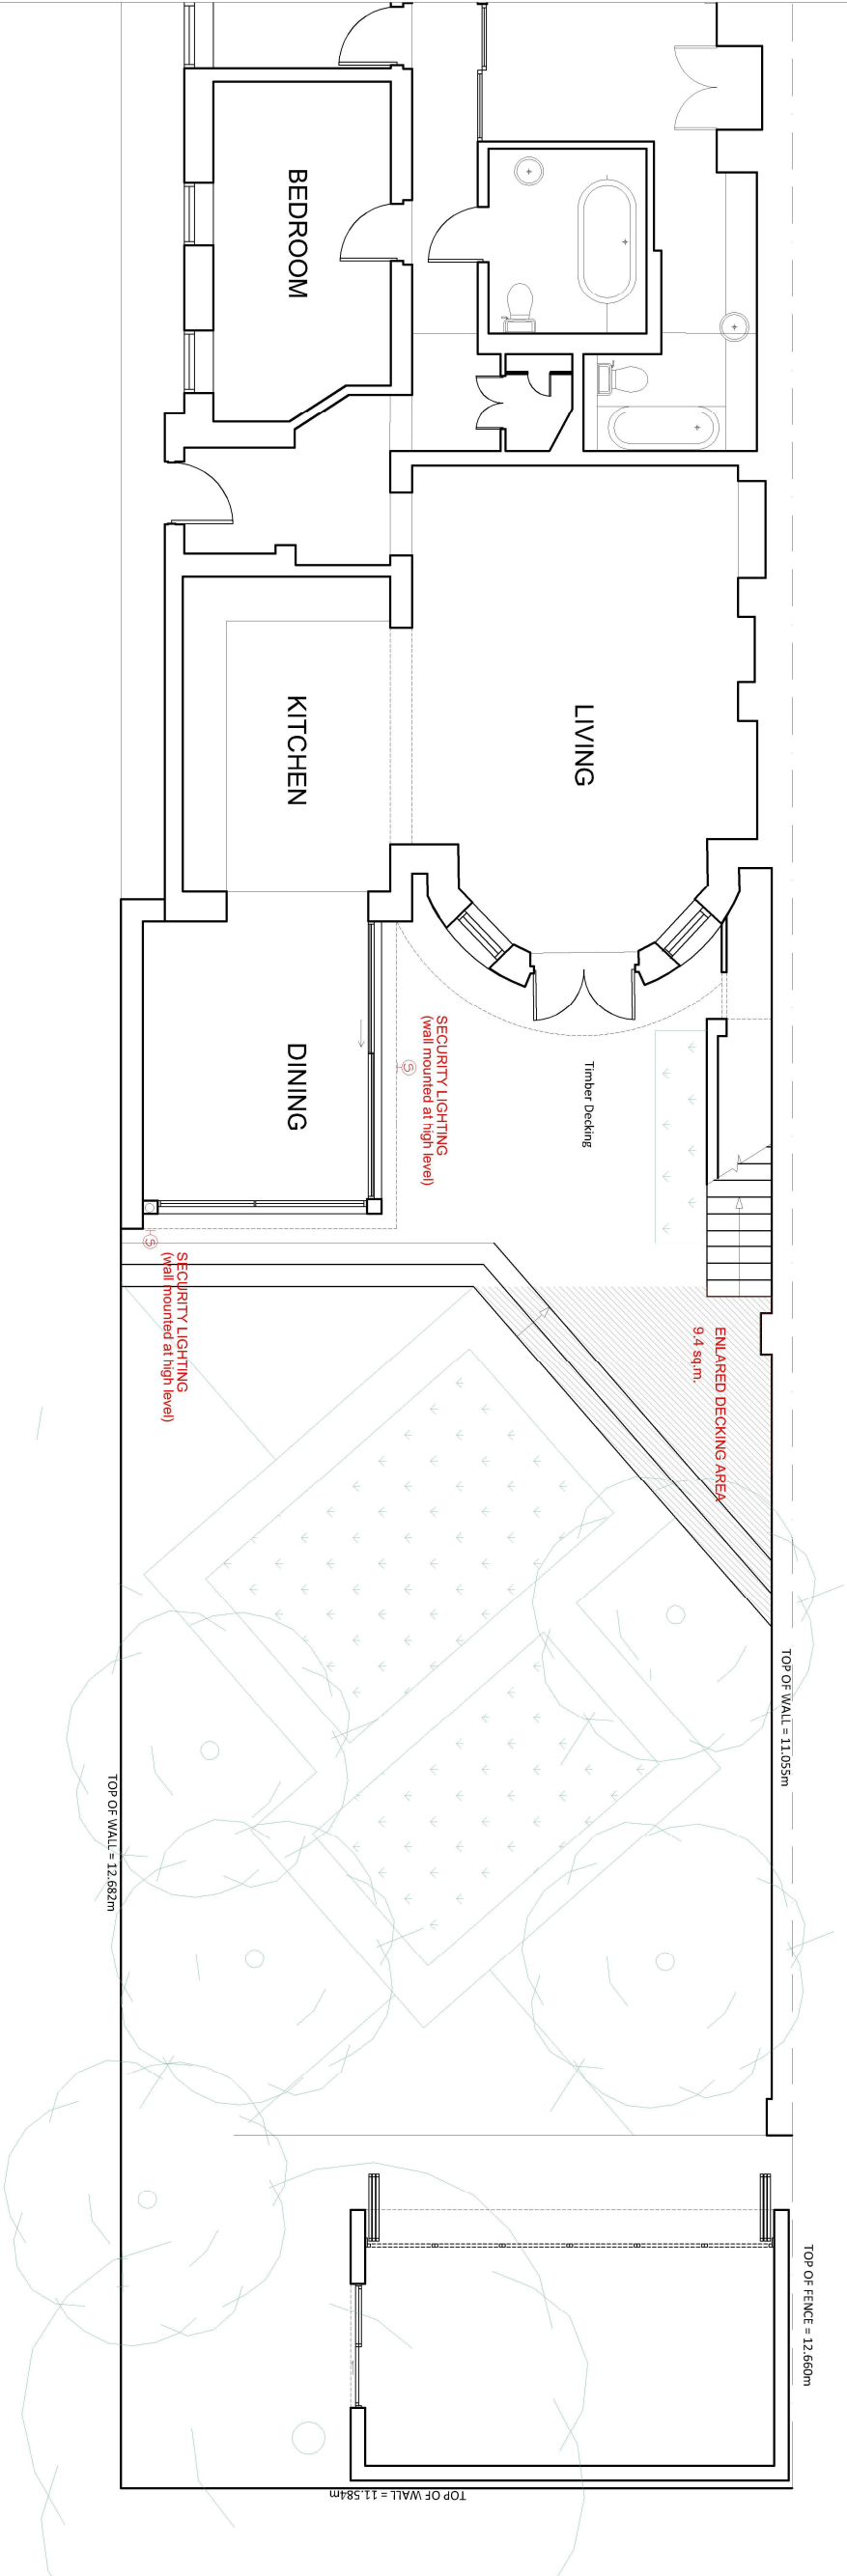 BEDROOM
KITCHEN
LIVING
DINING
SECURITY LIGHTING
(wall mounted at high level)
S
Timber Decking
S
SECURITY LIGHTING
(wall mounted at high level)
ENLARED DECKING AREA
9.4 sq.m.
TOP OF WALL = 11.055m
TOP OF WALL = 12.682m
TOP OF FENCE = 12.660m
TOP OF WALL = 11.584m